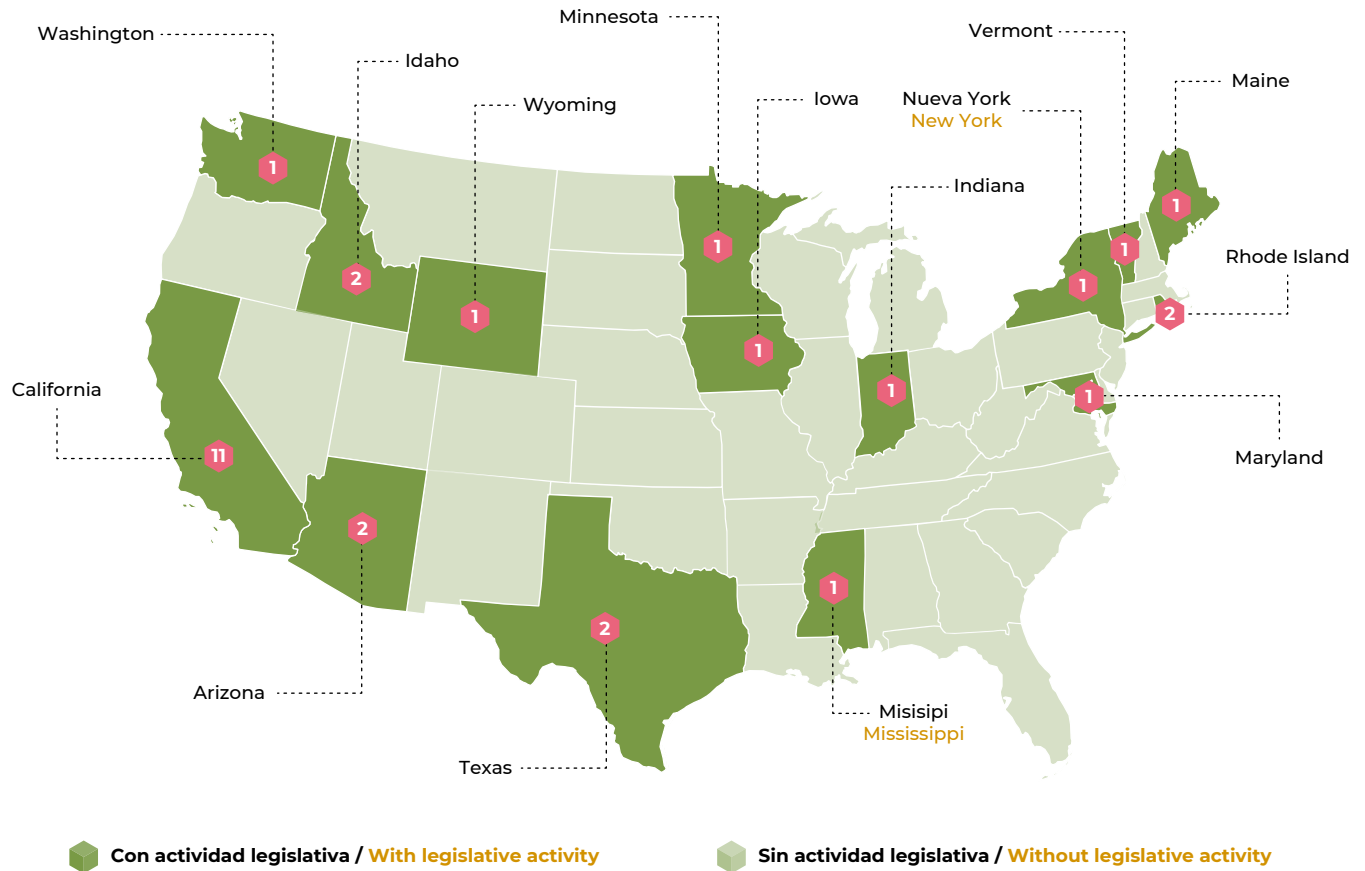 Minnesota
Washington
Vermont
Idaho
Maine
Wyoming
Iowa
Nueva York
New York
Indiana
1
1
1
1
1
Rhode Island
2
1
1
2
1
1
California
1
1
Maryland
11
2
1
2
Arizona
Misisipi
Mississippi
Texas
Con actividad legislativa / With legislative activity
Sin actividad legislativa / Without legislative activity